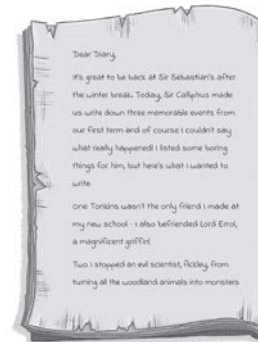 Dear Diary,
It's great to be back at Sir Sebastian's after
the winter break. Today, Sir Calliphus made
us write down three memorable events from
our first term and of course I couldn't say
what really happened! I listed some boring
things for him, but here's what I wanted to
write
One Tonkins wasn't the only friend I made at
my new school - I also befriended Lord Errol,
a magnificent griffin!
Two I stopped an evil scientist, Ackley, from
turning all the woodland animals into monsters